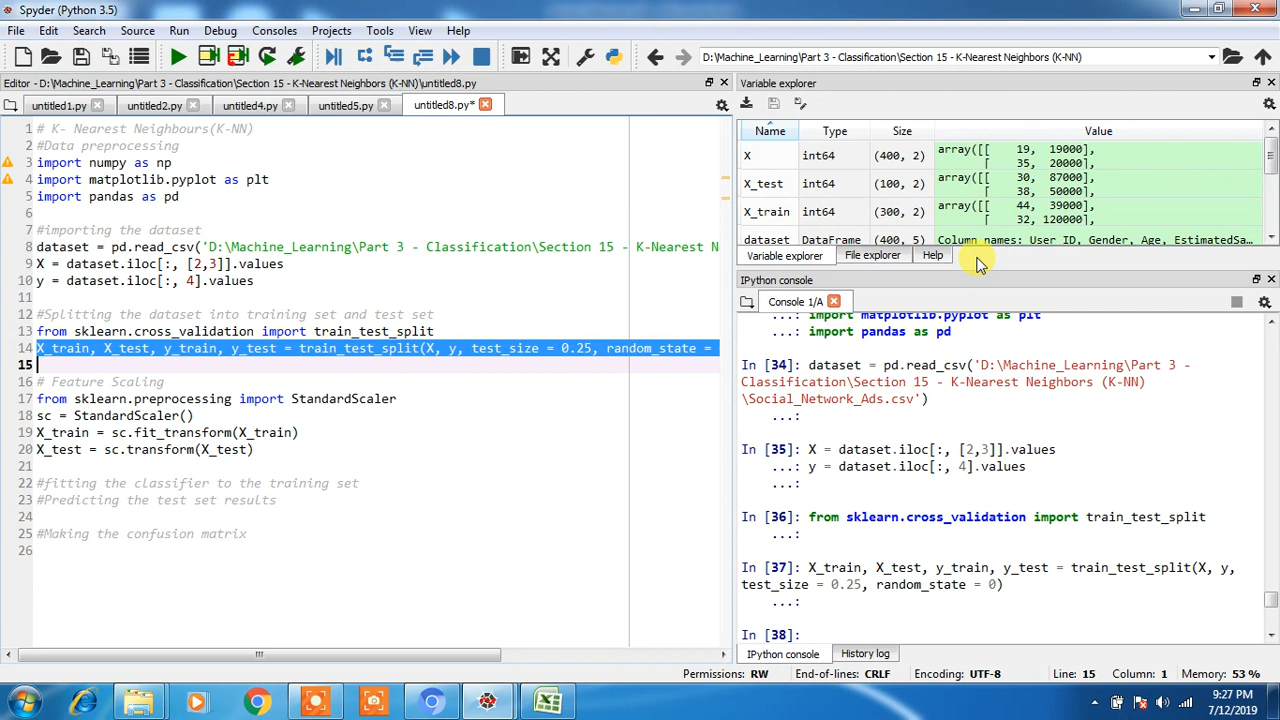 Spyder (Python 3.5)
File Edit Search Source Run Debug Consoles Projects Tools View Help
D:\Machine_Learning\Part 3 - Classification\Section 15 - K-Nearest Neighbors (K-NN)
Editor - D:\Machine_Learning\Part 3 - Classification\Section 15 - K-Nearest Neighbors (K-NN)\untitled8.py
untitled1.py untitled2.py untitled4.py untitled5.py untitled8.py*
1 # K- Nearest Neighbours(K-NN)
2 #Data preprocessing
3 import numpy as np
4 import matplotlib.pyplot as plt
5 import pandas as pd
6
7 #importing the dataset
8 dataset = pd.read_csv('D:\Machine_Learning\Part 3 - Classification\Section 15 - K-Nearest N
9 X = dataset.iloc[:, [2,3]].values
10 y = dataset.iloc[:, 4].values
11
12 #Splitting the dataset into training set and test set
13 from sklearn.cross_validation import train_test_split
14 X_train, X_test, y_train, y_test = train_test_split(X, y, test_size = 0.25, random_state =
15
16 # Feature Scaling
17 from sklearn.preprocessing import StandardScaler
18 sc = StandardScaler()
19 X_train = sc.fit_transform(X_train)
20 X_test = sc.transform(X_test)
21
22 #fitting the classifier to the training set
23 #Predicting the test set results
24
25 #Making the confusion matrix
26
Variable explorer
Name Type Size Value
X int64 (400, 2) array([[ 19, 19000],
[ 35, 20000],
X_test int64 (100, 2) array([[ 30, 87000],
[ 38, 50000],
X_train int64 (300, 2) array([[ 44, 39000],
[ 32, 120000],
dataset DataFrame (400, 5) Column names: User ID, Gender, Age, EstimatedSa...
Variable explorer File explorer Help
IPython console
Console 1/A
...: import matplotlib.pyplot as plt
...: import pandas as pd
In [34]: dataset = pd.read_csv('D:\Machine_Learning\Part 3 -
Classification\Section 15 - K-Nearest Neighbors (K-NN)
\Social_Network_Ads.csv')
...:
In [35]: X = dataset.iloc[:, [2,3]].values
...: y = dataset.iloc[:, 4].values
...:
In [36]: from sklearn.cross_validation import train_test_split
...:
In [37]: X_train, X_test, y_train, y_test = train_test_split(X, y,
test_size = 0.25, random_state = 0)
...:
In [38]:
IPython console History log
Permissions: RW End-of-lines: CRLF Encoding: UTF-8 Line: 15 Column: 1 Memory: 53 %
9:27 PM
7/12/2019